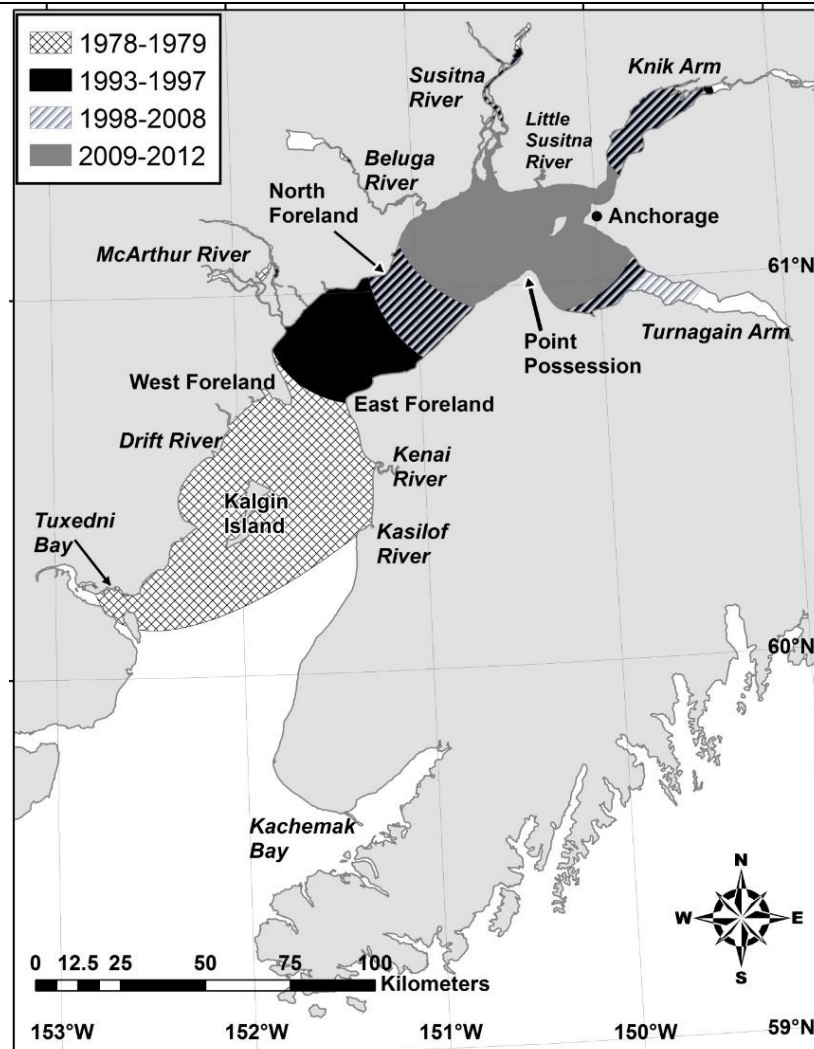 1978-1979
1993-1997
1998-2008
2009-2012
Susitna
River
Knik Arm
Little
Susitna
River
Beluga
River
North
Foreland
Anchorage
McArthur River
61°N
Turnagain Arm
Point
Possession
West Foreland
East Foreland
Drift River
Kenai
River
Kalgin
Island
Tuxedni
Bay
Kasilof
River
60°N
Kachemak
Bay
N
W
E
S
0 12.5 25 50 75 100
Kilometers
153°W 152°W 151°W 150°W 59°N